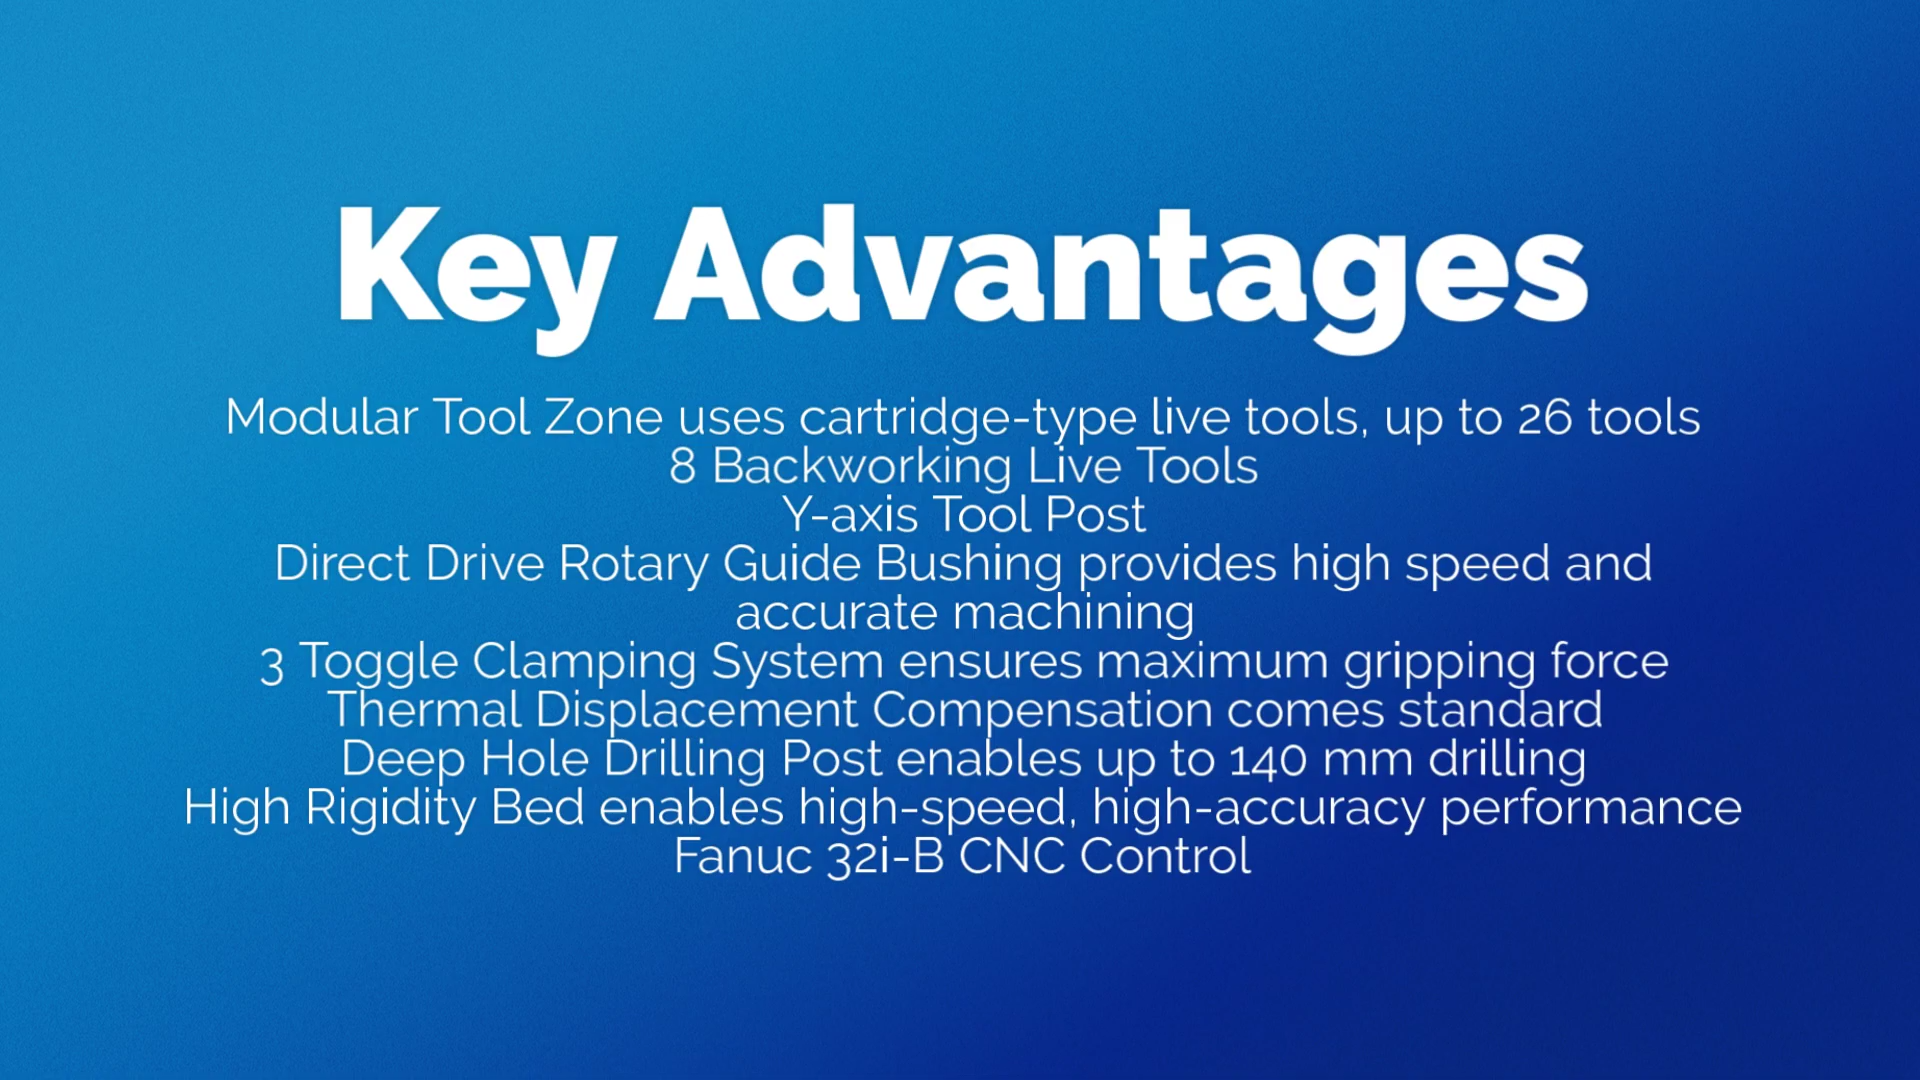 Key Advantages
Modular Tool Zone uses cartridge-type live tools, up to 26 tools
8 Backworking Live Tools
Y-axis Tool Post
Direct Drive Rotary Guide Bushing provides high speed and
accurate machining
3 Toggle Clamping System ensures maximum gripping force
Thermal Displacement Compensation comes standard
Deep Hole Drilling Post enables up to 140 mm drilling
High Rigidity Bed enables high-speed, high-accuracy performance
Fanuc 32i-B CNC Control